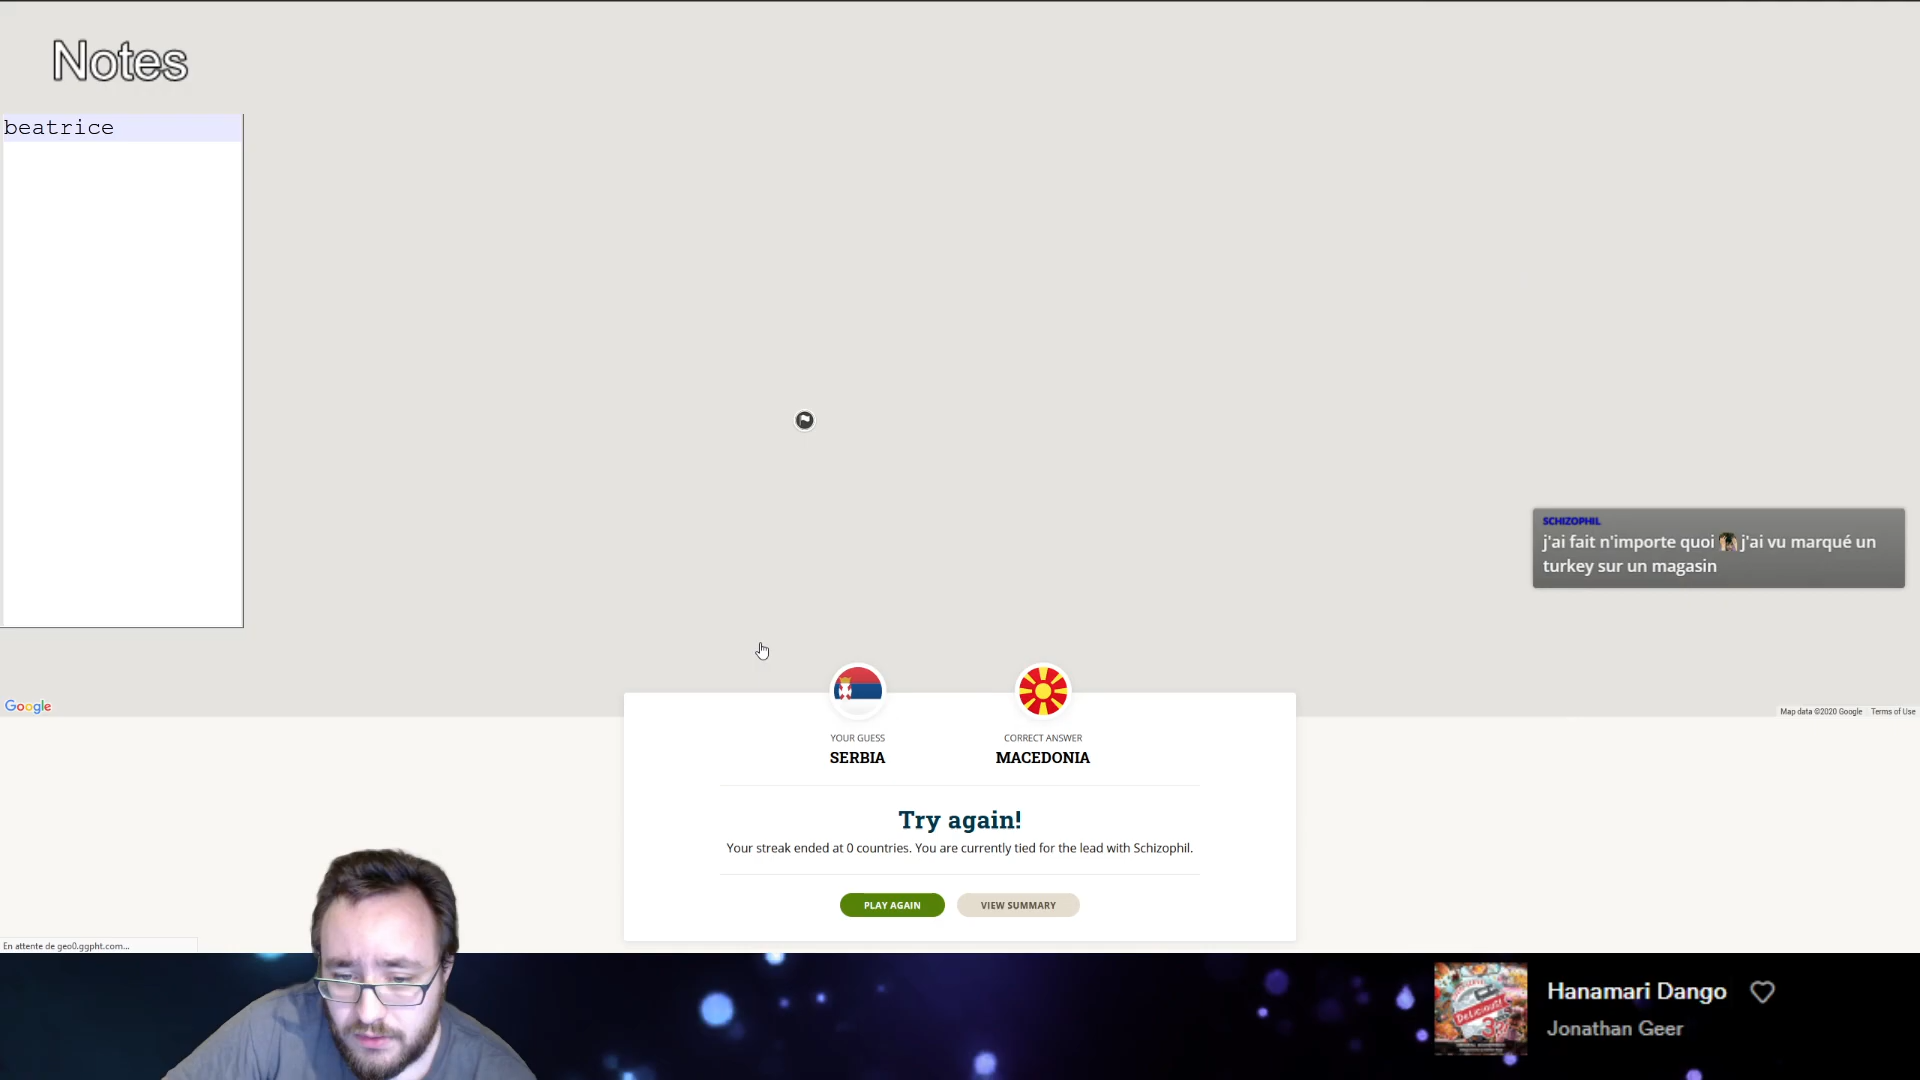 Notes
beatrice
SCHIZOPHIL
j'ai fait n'importe quoi j'ai vu marqué un
turkey sur un magasin
Google
Map data ©2020 Google
Terms of Use
YOUR GUESS
SERBIA
CORRECT ANSWER
MACEDONIA
Try again!
Your streak ended at 0 countries. You are currently tied for the lead with Schizophil.
PLAY AGAIN
VIEW SUMMARY
En attente de geo0.ggpht.com...
Hanamari Dango
Jonathan Geer